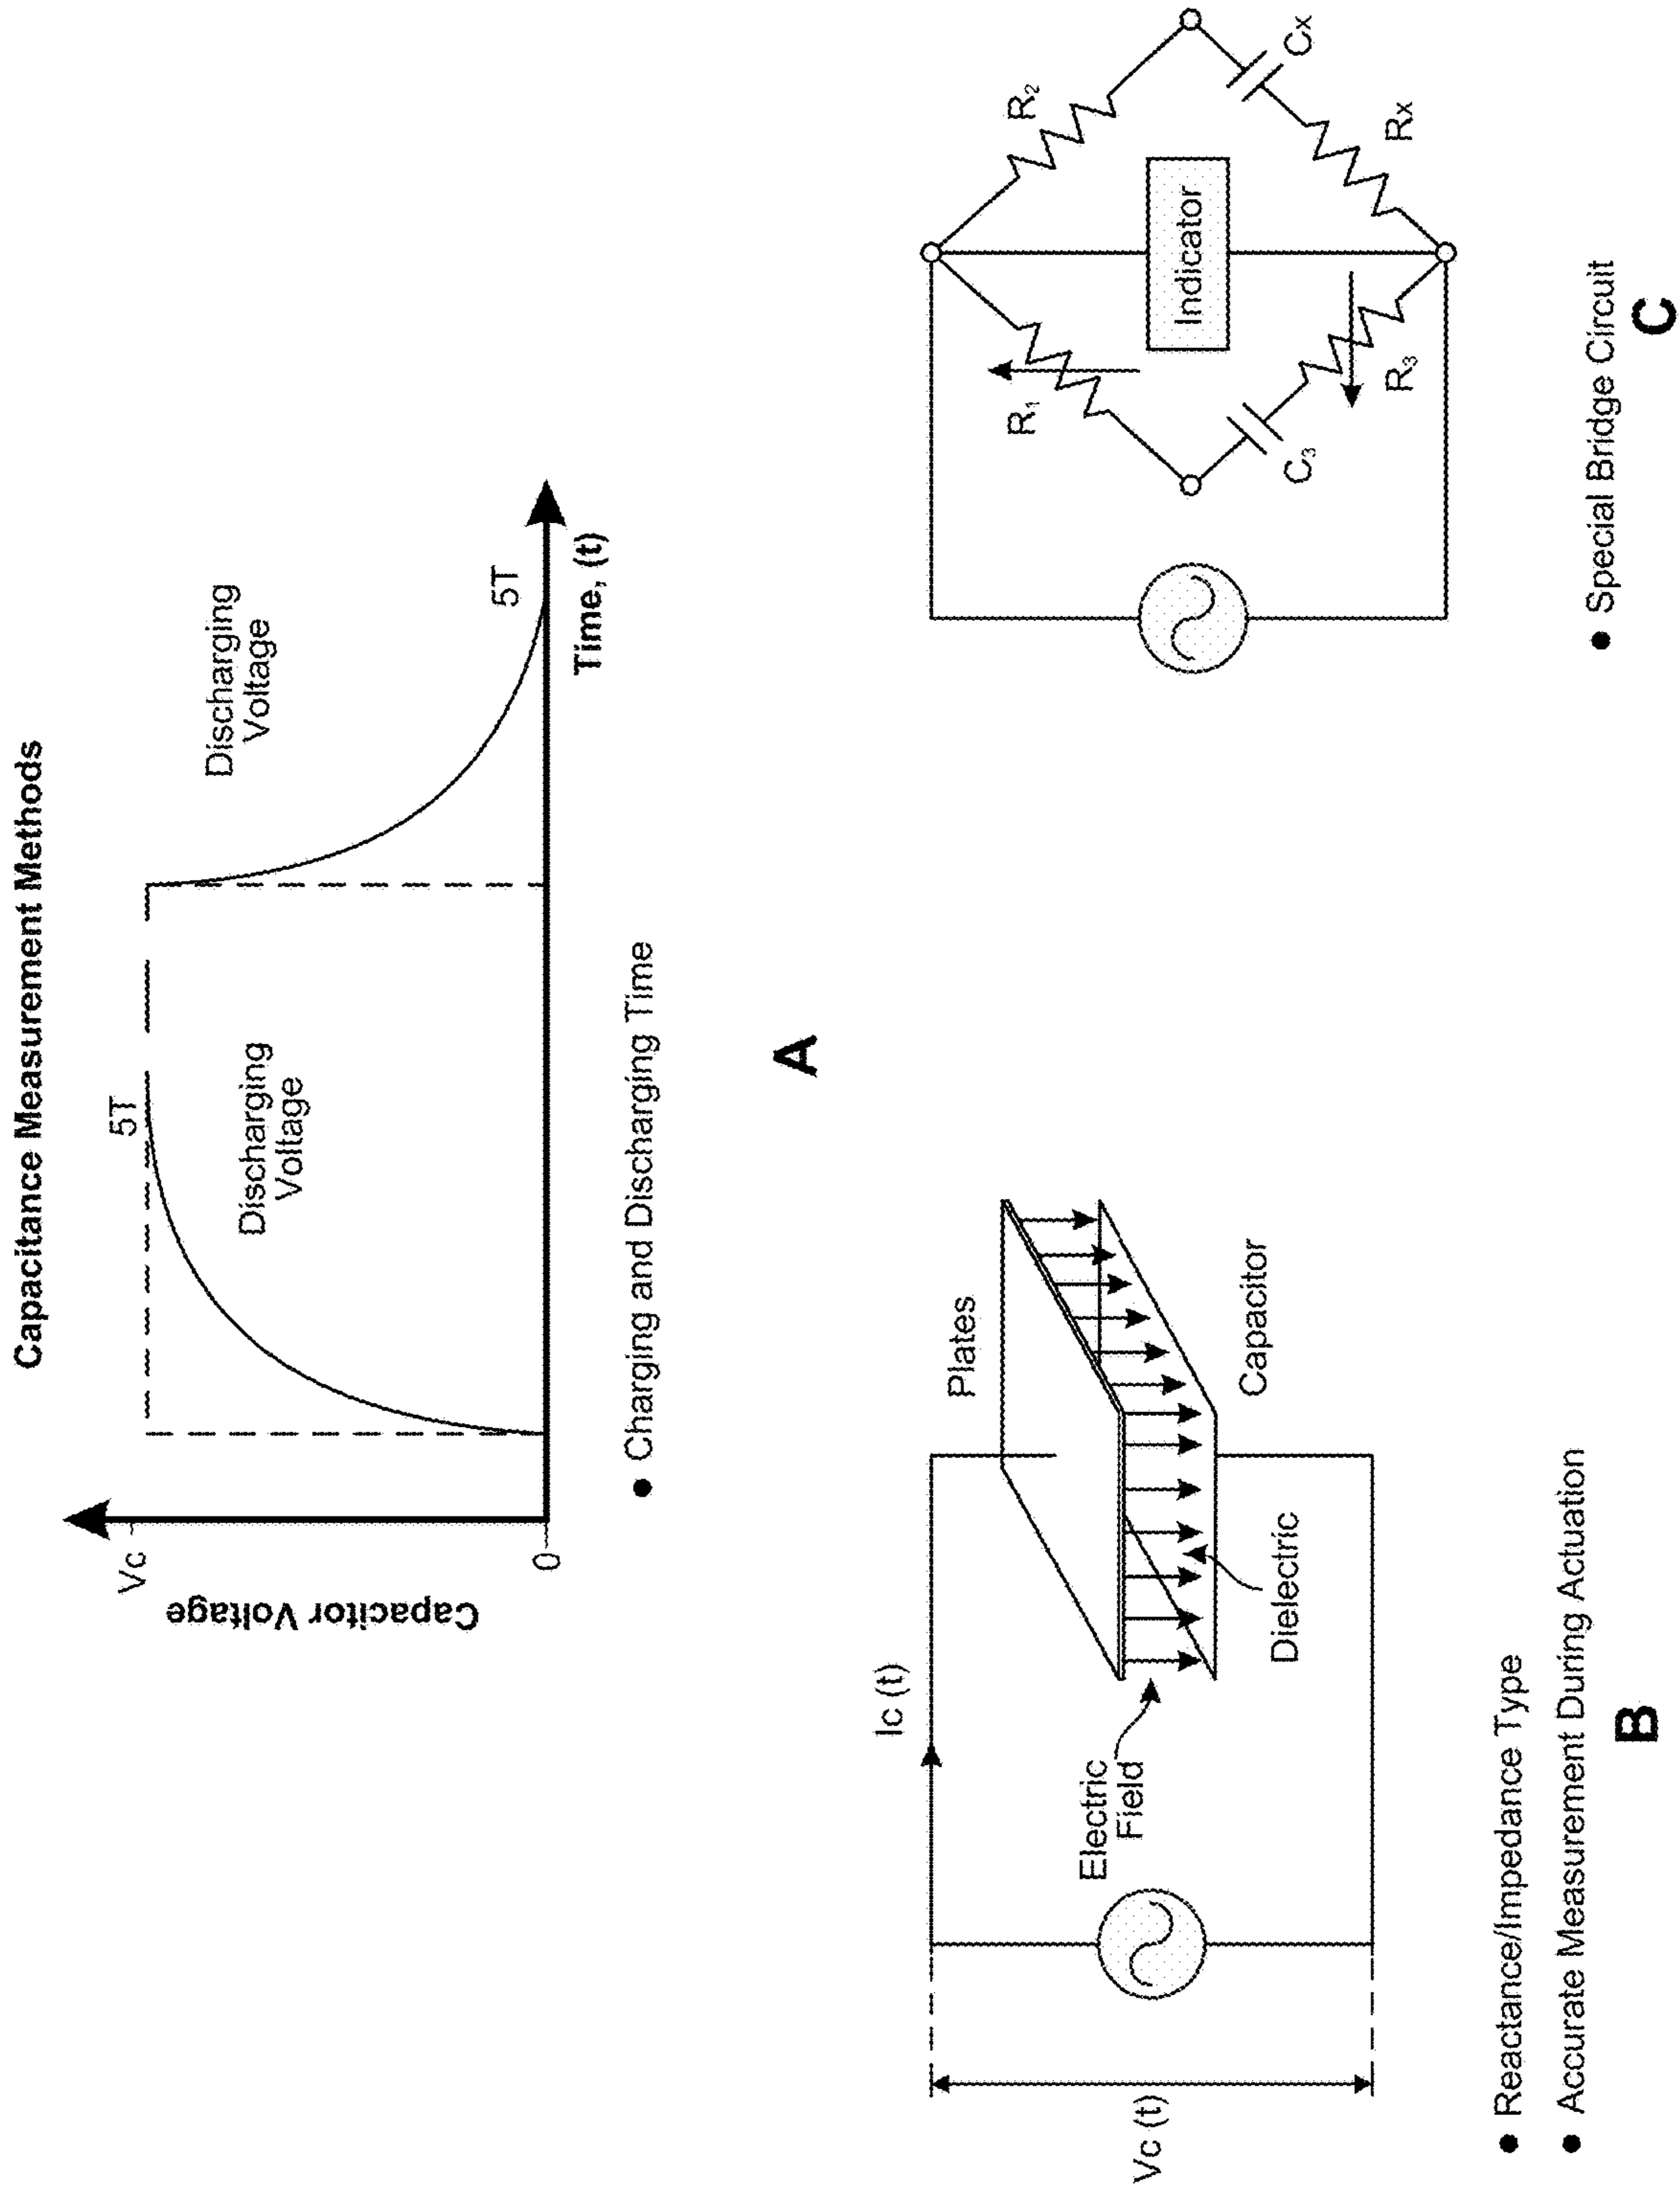 Capacitance Measurement Methods
Capacitor Voltage
Vc
0
5T
Discharging
Voltage
Discharging
Voltage
5T
Time, (t)
● Charging and Discharging Time
A
Ic (t)
Vc (t)
Electric
Field
Plates
Dielectric
Capacitor
● Reactance/Impedance Type
● Accurate Measurement During Actuation
B
R₁
R₂
Indicator
C₃
R₃
Rx
Cx
● Special Bridge Circuit
C